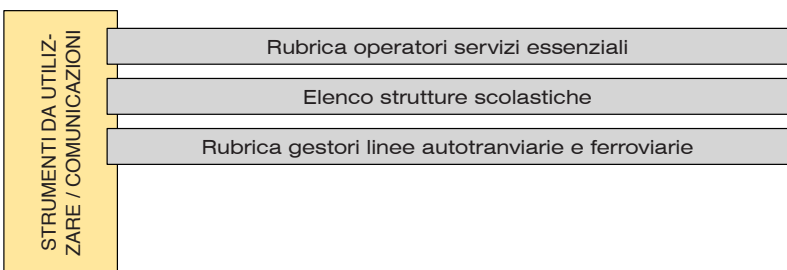 STRUMENTI DA UTILIZ-
ZARE / COMUNICAZIONI
Rubrica operatori servizi essenziali
Elenco strutture scolastiche
Rubrica gestori linee autotranviarie e ferroviarie